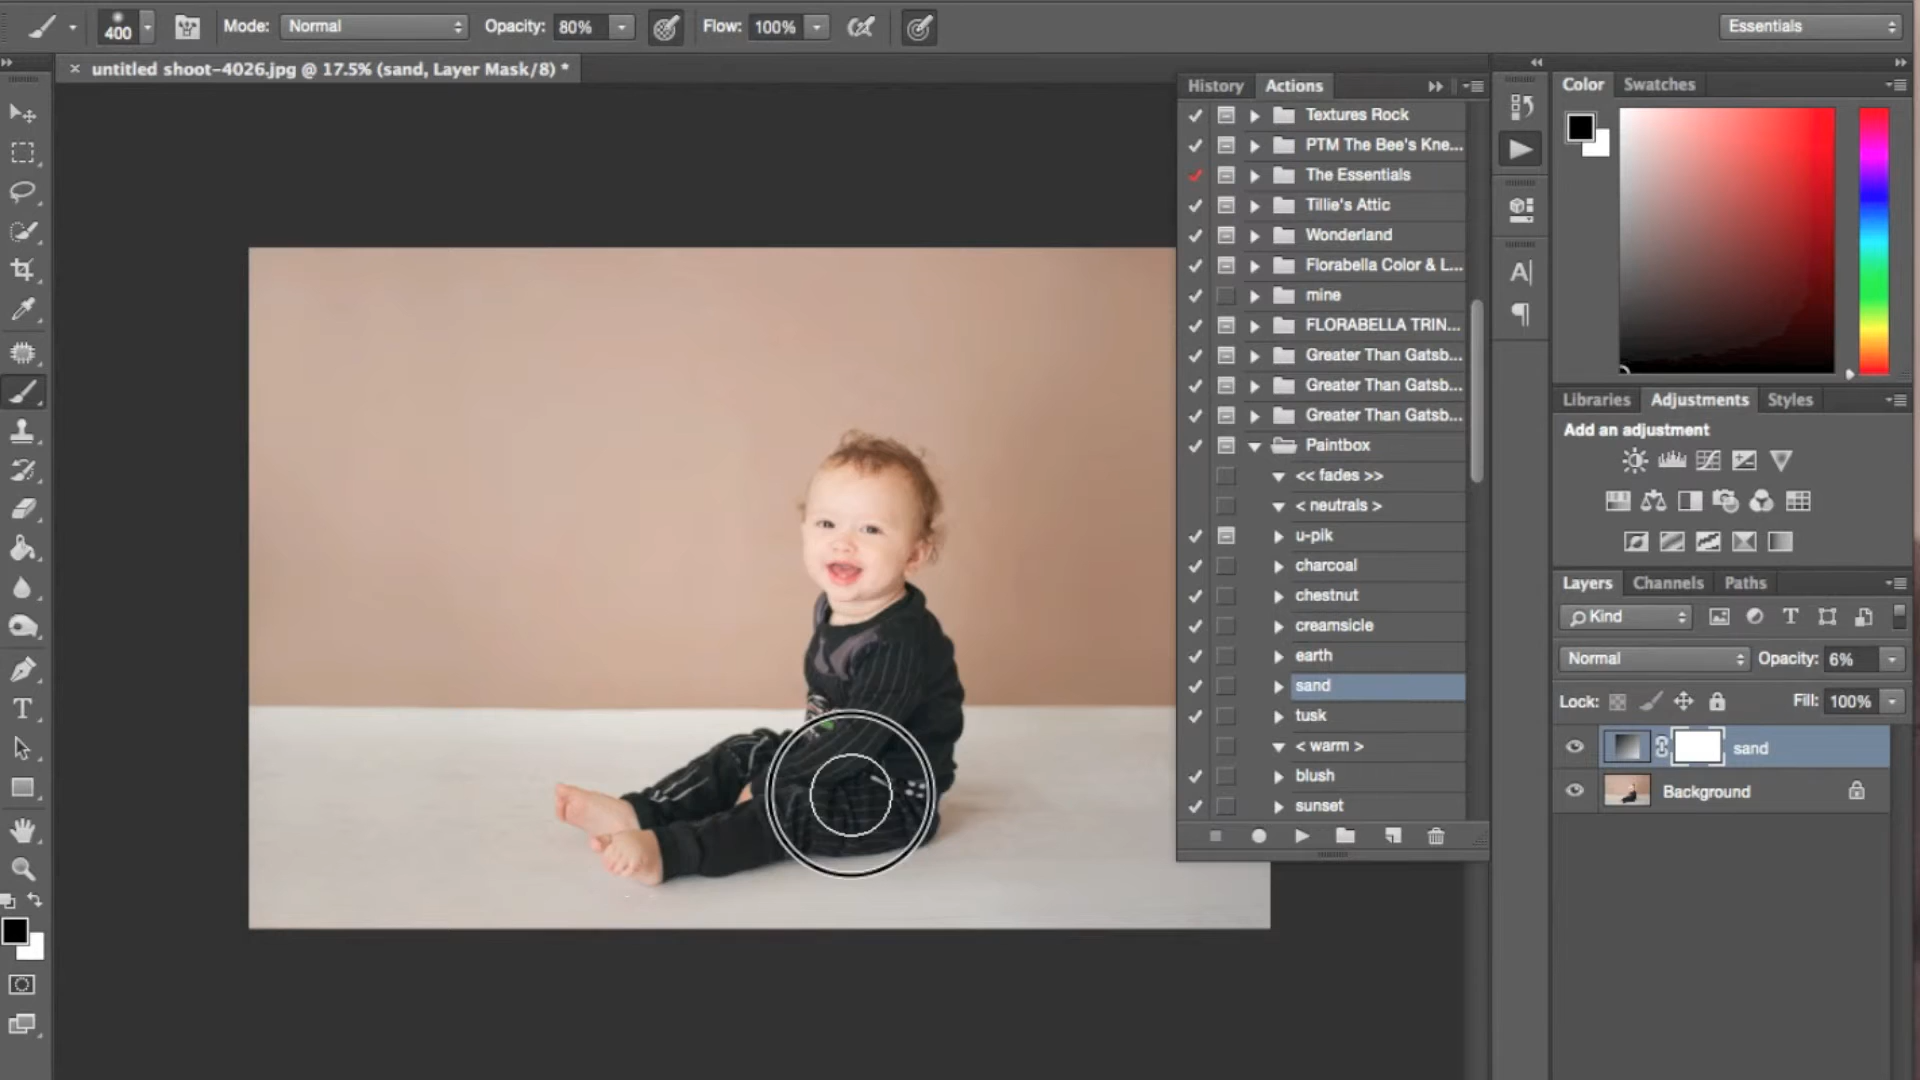 400
Mode: Normal
Opacity: 80%
Flow: 100%
Essentials
untitled shoot-4026.jpg @ 17.5% (sand, Layer Mask/8) *
History Actions
Textures Rock
PTM The Bee's Kne...
The Essentials
Tillie's Attic
Wonderland
Florabella Color & L...
mine
FLORABELLA TRIN...
Greater Than Gatsb...
Greater Than Gatsb...
Greater Than Gatsb...
Paintbox
<< fades >>
< neutrals >
u-pik
charcoal
chestnut
creamsicle
earth
sand
tusk
< warm >
blush
sunset
Color Swatches
Libraries Adjustments Styles
Add an adjustment
Layers Channels Paths
Kind
Normal Opacity: 6%
Lock: Fill: 100%
sand
Background